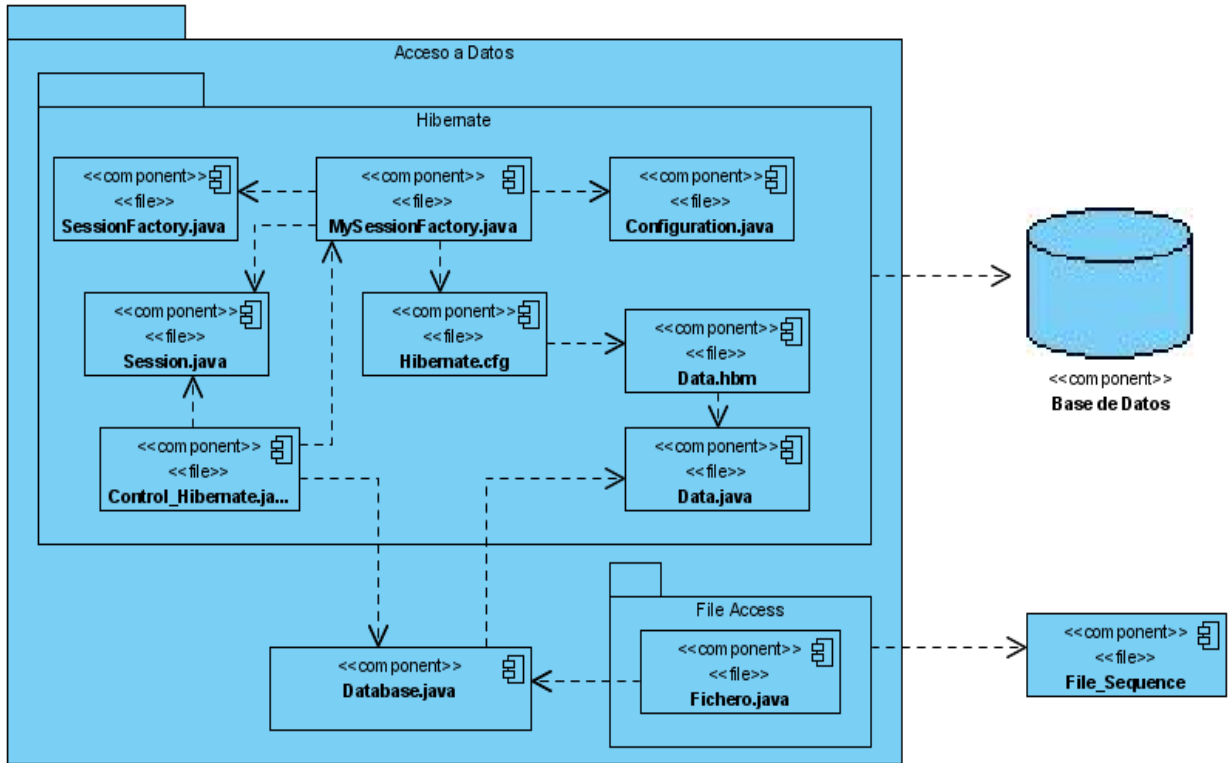 Acceso a Datos
Hibernate
<<component>>
<<file>>
SessionFactory.java
<<component>>
<<file>>
MySessionFactory.java
<<component>>
<<file>>
Configuration.java
<<component>>
<<file>>
Session.java
<<component>>
<<file>>
Hibernate.cfg
<<component>>
<<file>>
Data.hbm
<<component>>
Base de Datos
<<component>>
<<file>>
Control_Hibernate.ja...
<<component>>
<<file>>
Data.java
<<component>>
Database.java
File Access
<<component>>
<<file>>
Fichero.java
<<component>>
<<file>>
File_Sequence